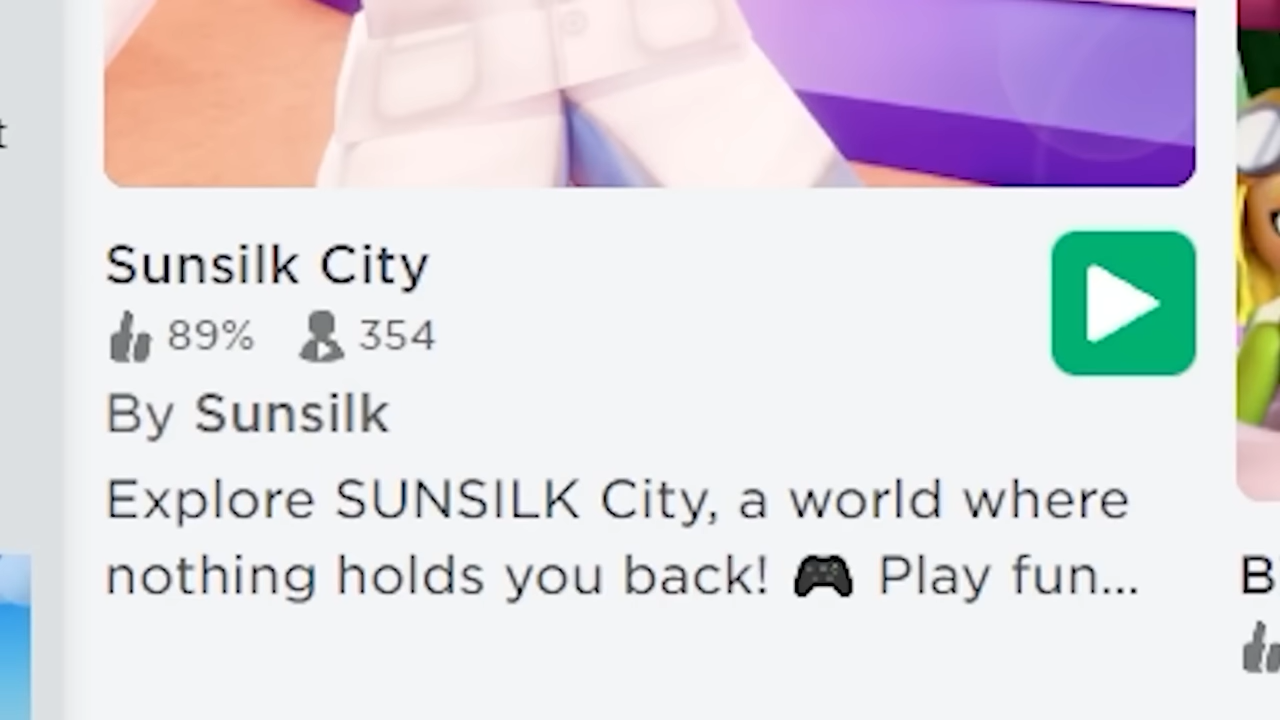 t
Sunsilk City
89% 354
By Sunsilk
Explore SUNSILK City, a world where
nothing holds you back! 🎮 Play fun...
B